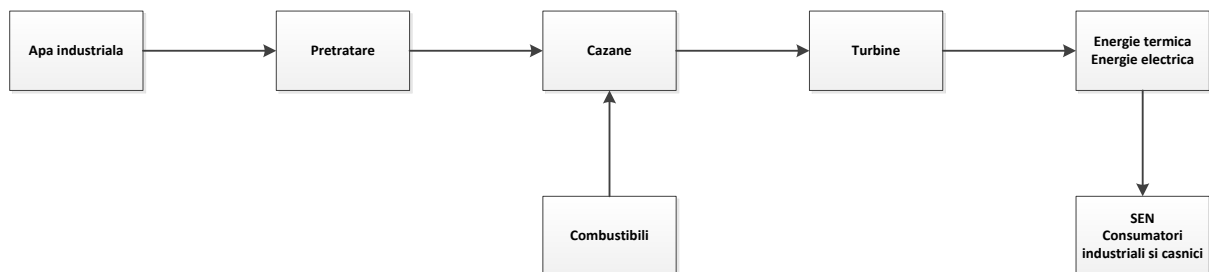 Apa industriala
Pretratare
Cazane
Turbine
Energie termica
Energie electrica
Combustibili
SEN
Consumatori
industriali si casnici